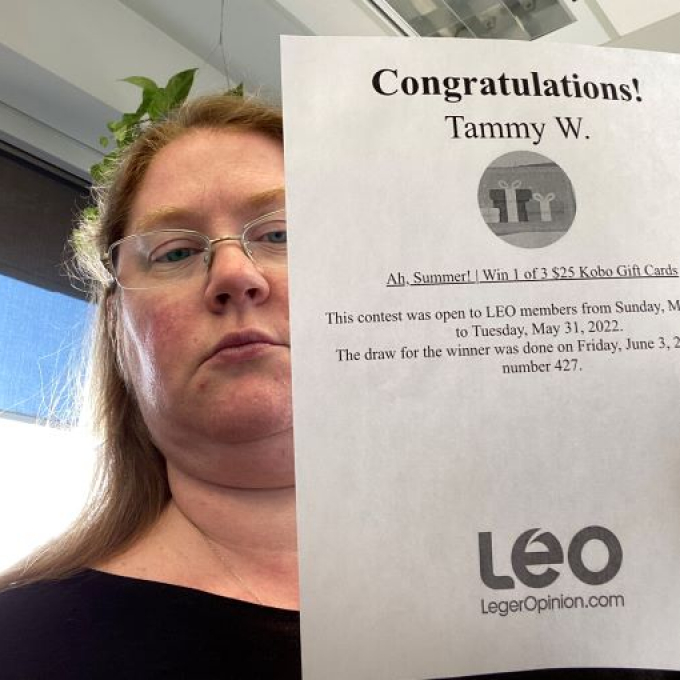 Congratulations!
Tammy W.
Ah, Summer! | Win 1 of 3 $25 Kobo Gift Cards
This contest was open to LEO members from Sunday, M
to Tuesday, May 31, 2022.
The draw for the winner was done on Friday, June 3, 2
number 427.
Léo
LegerOpinion.com